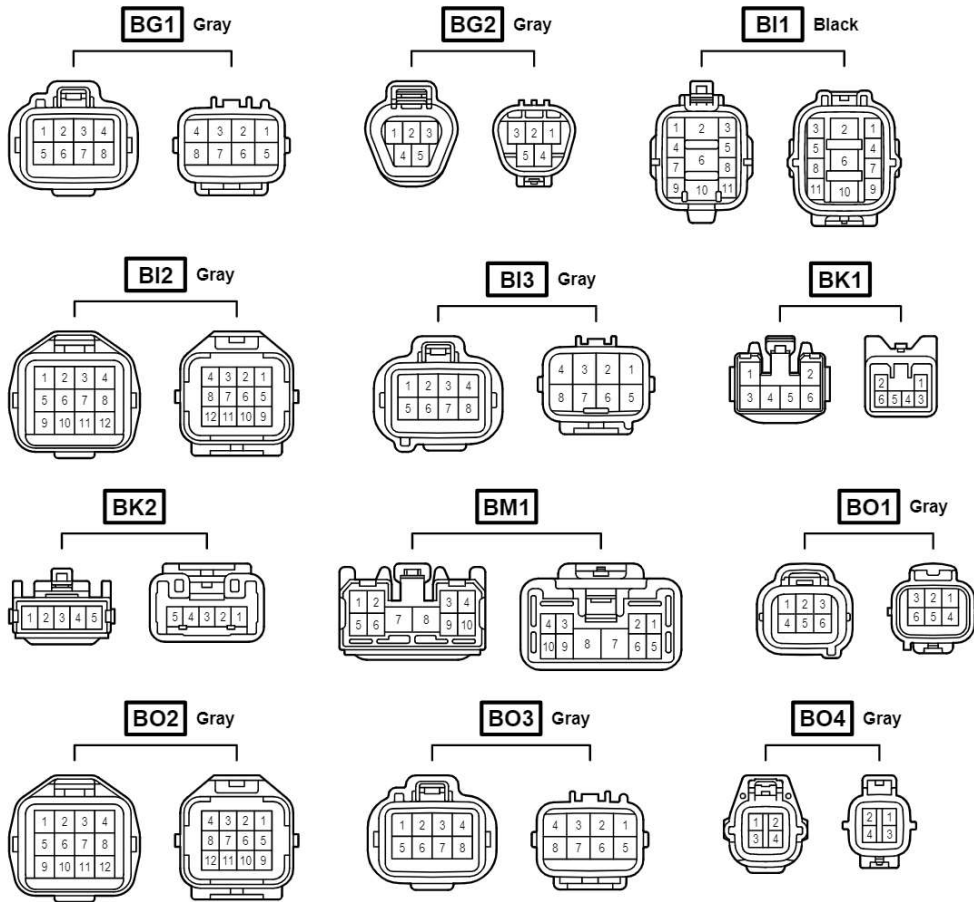 BG1 Gray
1 2 3 4
5 6 7 8
4 3 2 1
8 7 6 5
BG2 Gray
1 2 3
4 5
3 2 1
5 4
BI1 Black
1 2 3
4 5
6
7 8
9 10 11
3 2 1
5 4
6
8 7
11 10 9
BI2 Gray
1 2 3 4
5 6 7 8
9 10 11 12
4 3 2 1
8 7 6 5
12 11 10 9
BI3 Gray
1 2 3 4
5 6 7 8
4 3 2 1
8 7 6 5
BK1
1 2
3 4 5 6
2 1
6 5 4 3
BK2
1 2 3 4 5
5 4 3 2 1
BM1
1 2 3 4
5 6 7 8 9 10
4 3 2 1
10 9 8 7 6 5
BO1 Gray
1 2 3
4 5 6
3 2 1
6 5 4
BO2 Gray
1 2 3 4
5 6 7 8
9 10 11 12
4 3 2 1
8 7 6 5
12 11 10 9
BO3 Gray
1 2 3 4
5 6 7 8
4 3 2 1
8 7 6 5
BO4 Gray
1 2
3 4
2 1
4 3